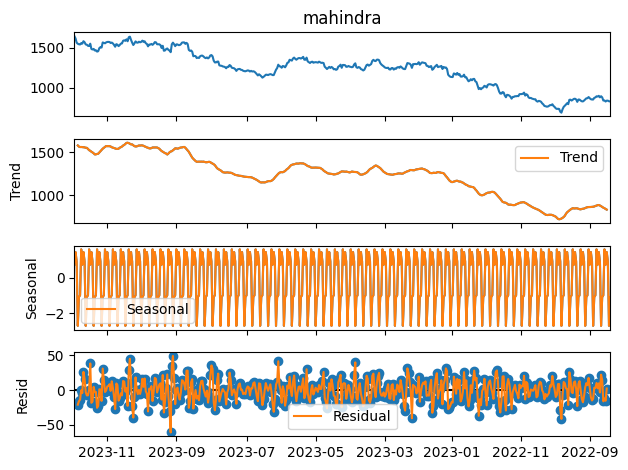 mahindra
1500
1000
Trend
1500
1000
Trend
Seasonal
0
−2
Seasonal
Resid
50
0
−50
Residual
2023-11 2023-09 2023-07 2023-05 2023-03 2023-01 2022-11 2022-09